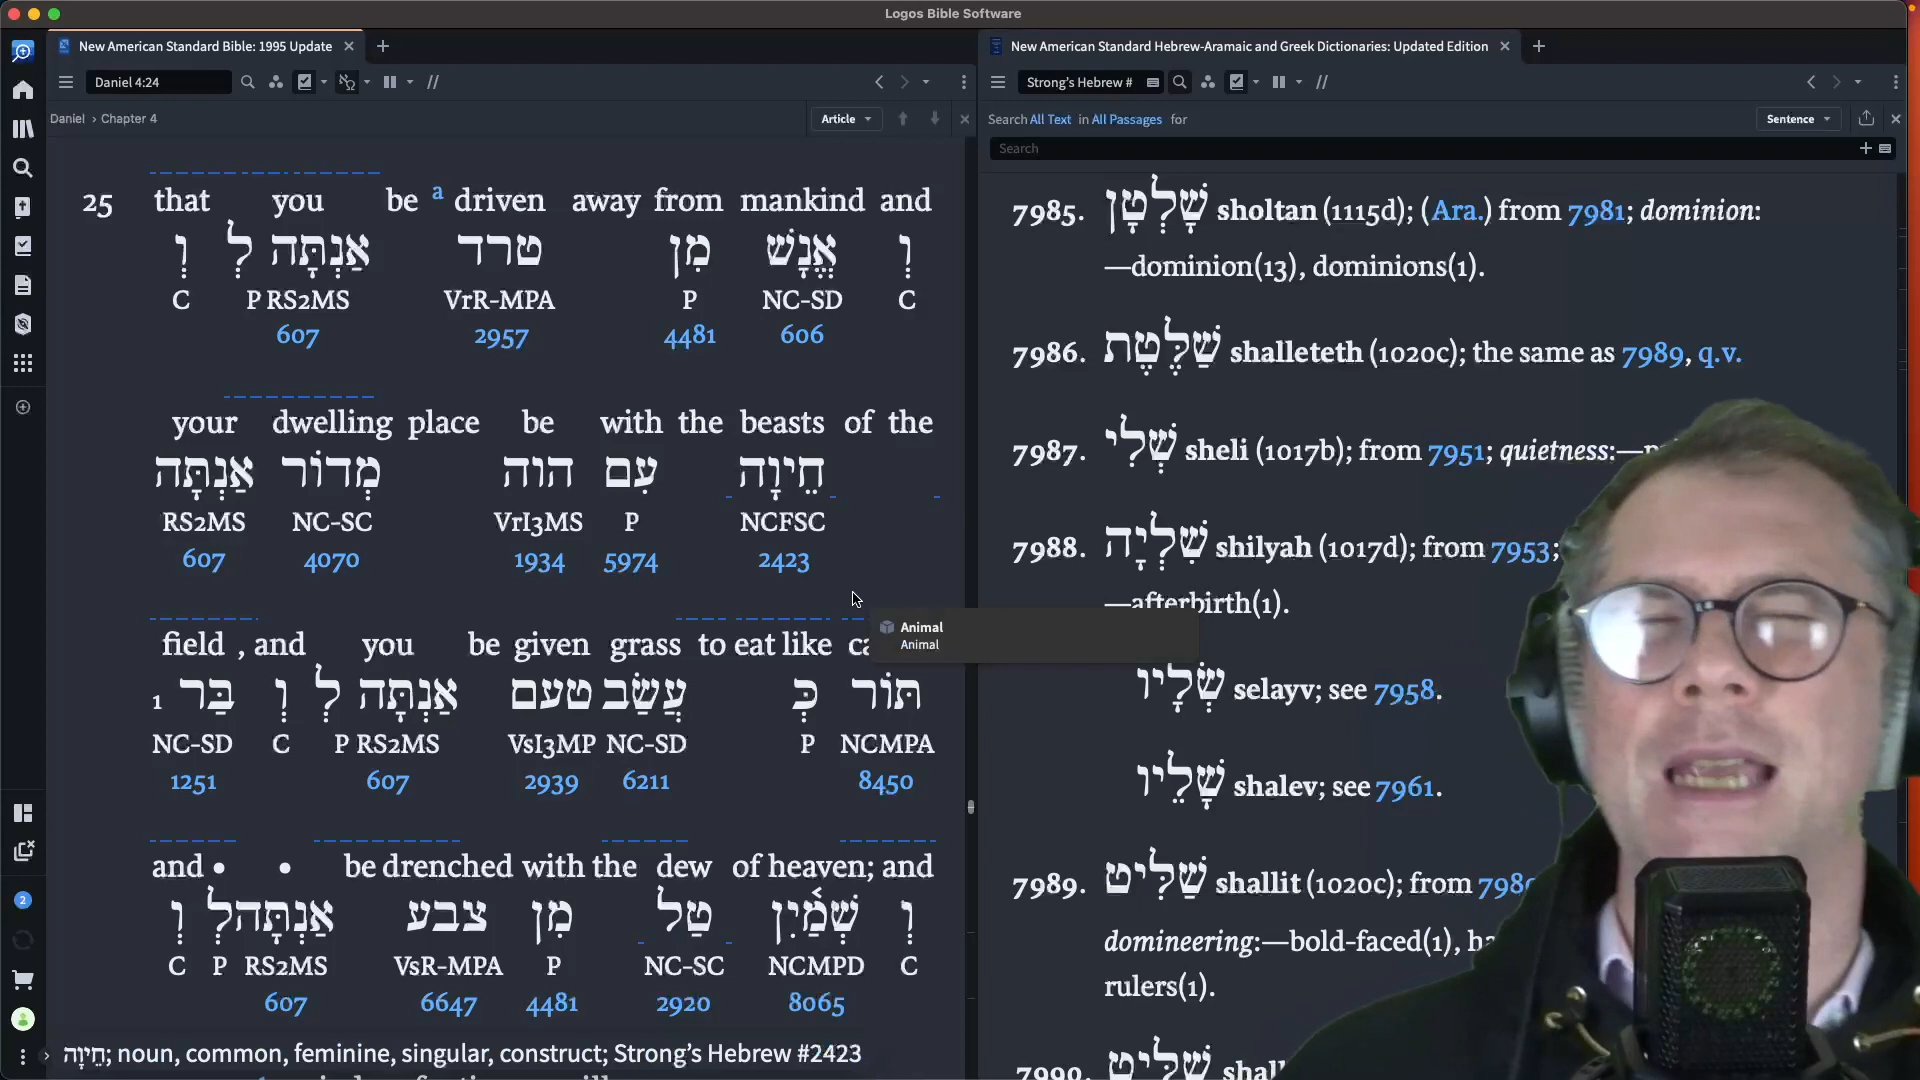 Logos Bible Software
New American Standard Bible: 1995 Update
Daniel 4:24
Daniel › Chapter 4
Article
25 that you be a driven away from mankind and
וְ לְ אַנְתָּה טרד מִן אֱנָשׁ וְ
C P RS2MS VrR-MPA P NC-SD C
607 2957 4481 606
your dwelling place be with the beasts of the
אַנְתָּה מְדוֹר הוה עִם חֵיוָה
RS2MS NC-SC VrI3MS P NCFSC
607 4070 1934 5974 2423
field , and you be given grass to eat like
1 בַּר וְ לְ אַנְתָּה טעם עֲשַׂב כְּ תּוֹר
NC-SD C P RS2MS VsI3MP NC-SD P NCMPA
1251 607 2939 6211 8450
and • • be drenched with the dew of heaven; and
וְ לְ אַנְתָּה צבע מִן טַל שְׁמַ֫יִן וְ
C P RS2MS VsR-MPA P NC-SC NCMPD C
607 6647 4481 2920 8065
חֵיוָה; noun, common, feminine, singular, construct; Strong's Hebrew #2423
2
Animal
Animal
New American Standard Hebrew-Aramaic and Greek Dictionaries: Updated Edition
Strong's Hebrew #
Search All Text in All Passages for
Sentence
Search
7985. שָׁלְטָן sholtan (1115d); (Ara.) from 7981; dominion:
—dominion(13), dominions(1).
7986. שַׁלֶּטֶת shalleteth (1020c); the same as 7989, q.v.
7987. שְׁלִי sheli (1017b); from 7951; quietness:—
7988. שִׁלְיָה shilyah (1017d); from 7953;
—afterbirth(1).
שְׂלָיו selayv; see 7958.
שָׁלֵיו shalev; see 7961.
7989. שַׁלִּיט shallit (1020c); from
domineering:—bold-faced(1),
rulers(1).
7990. שַׁלִּיט